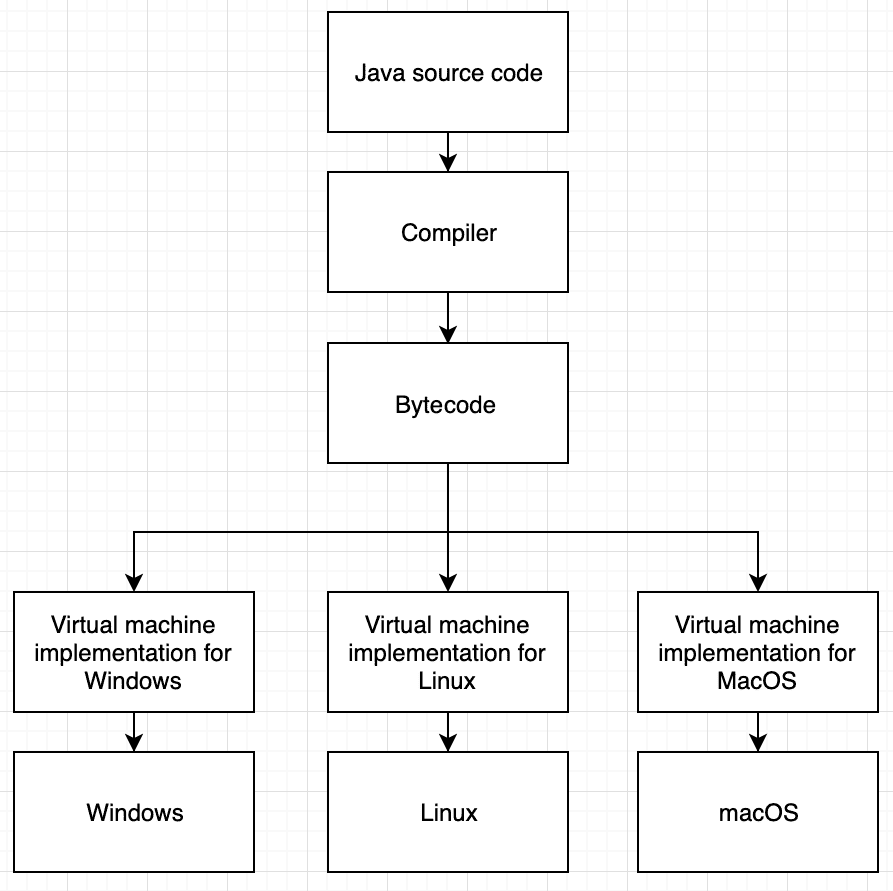 Java source code
Compiler
Bytecode
Virtual machine
implementation for
Windows
Virtual machine
implementation for
Linux
Virtual machine
implementation for
MacOS
Windows
Linux
macOS